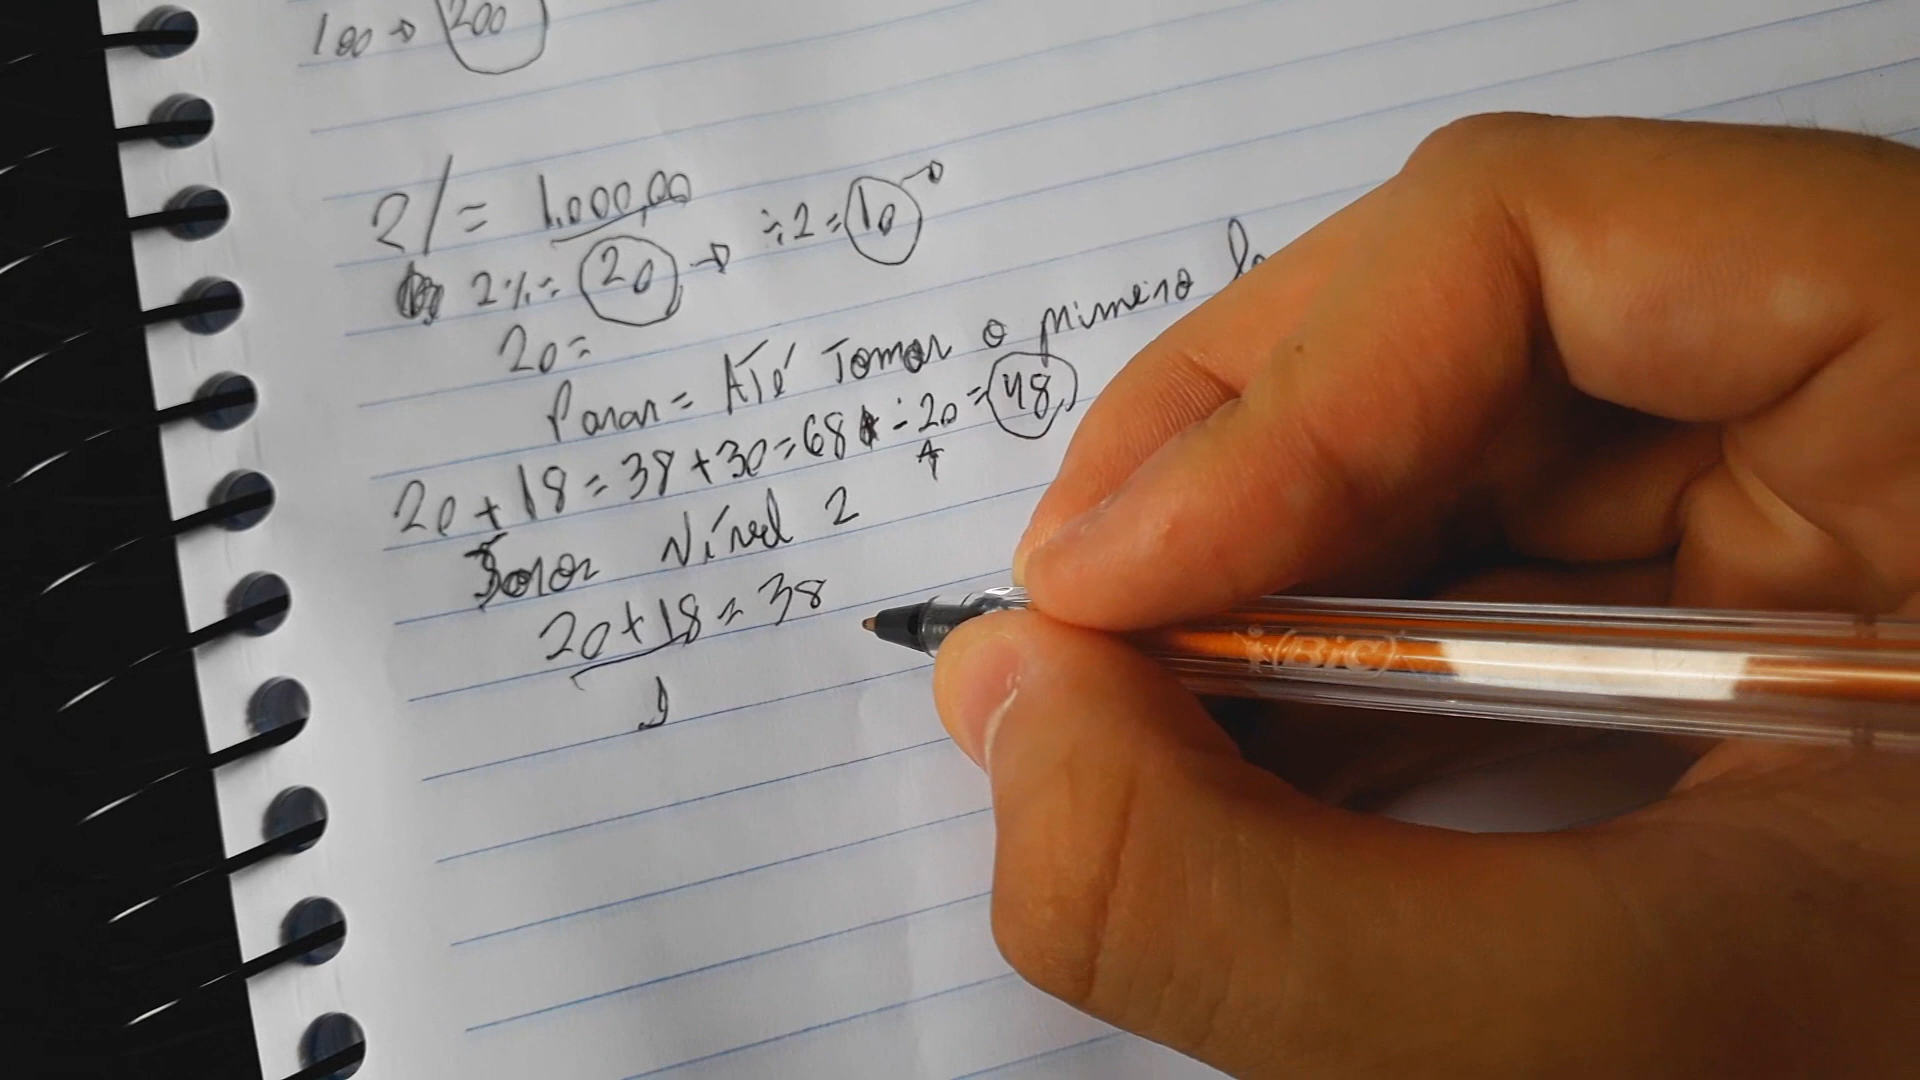 100 → 200
2/= 1.000,00
2%= 20 → ÷2= 10 →
20=
Parar= ATÉ Tomar o primeiro
20+18=38+30=68 -20=48
Soros Nível 2
20+18=38
BiC